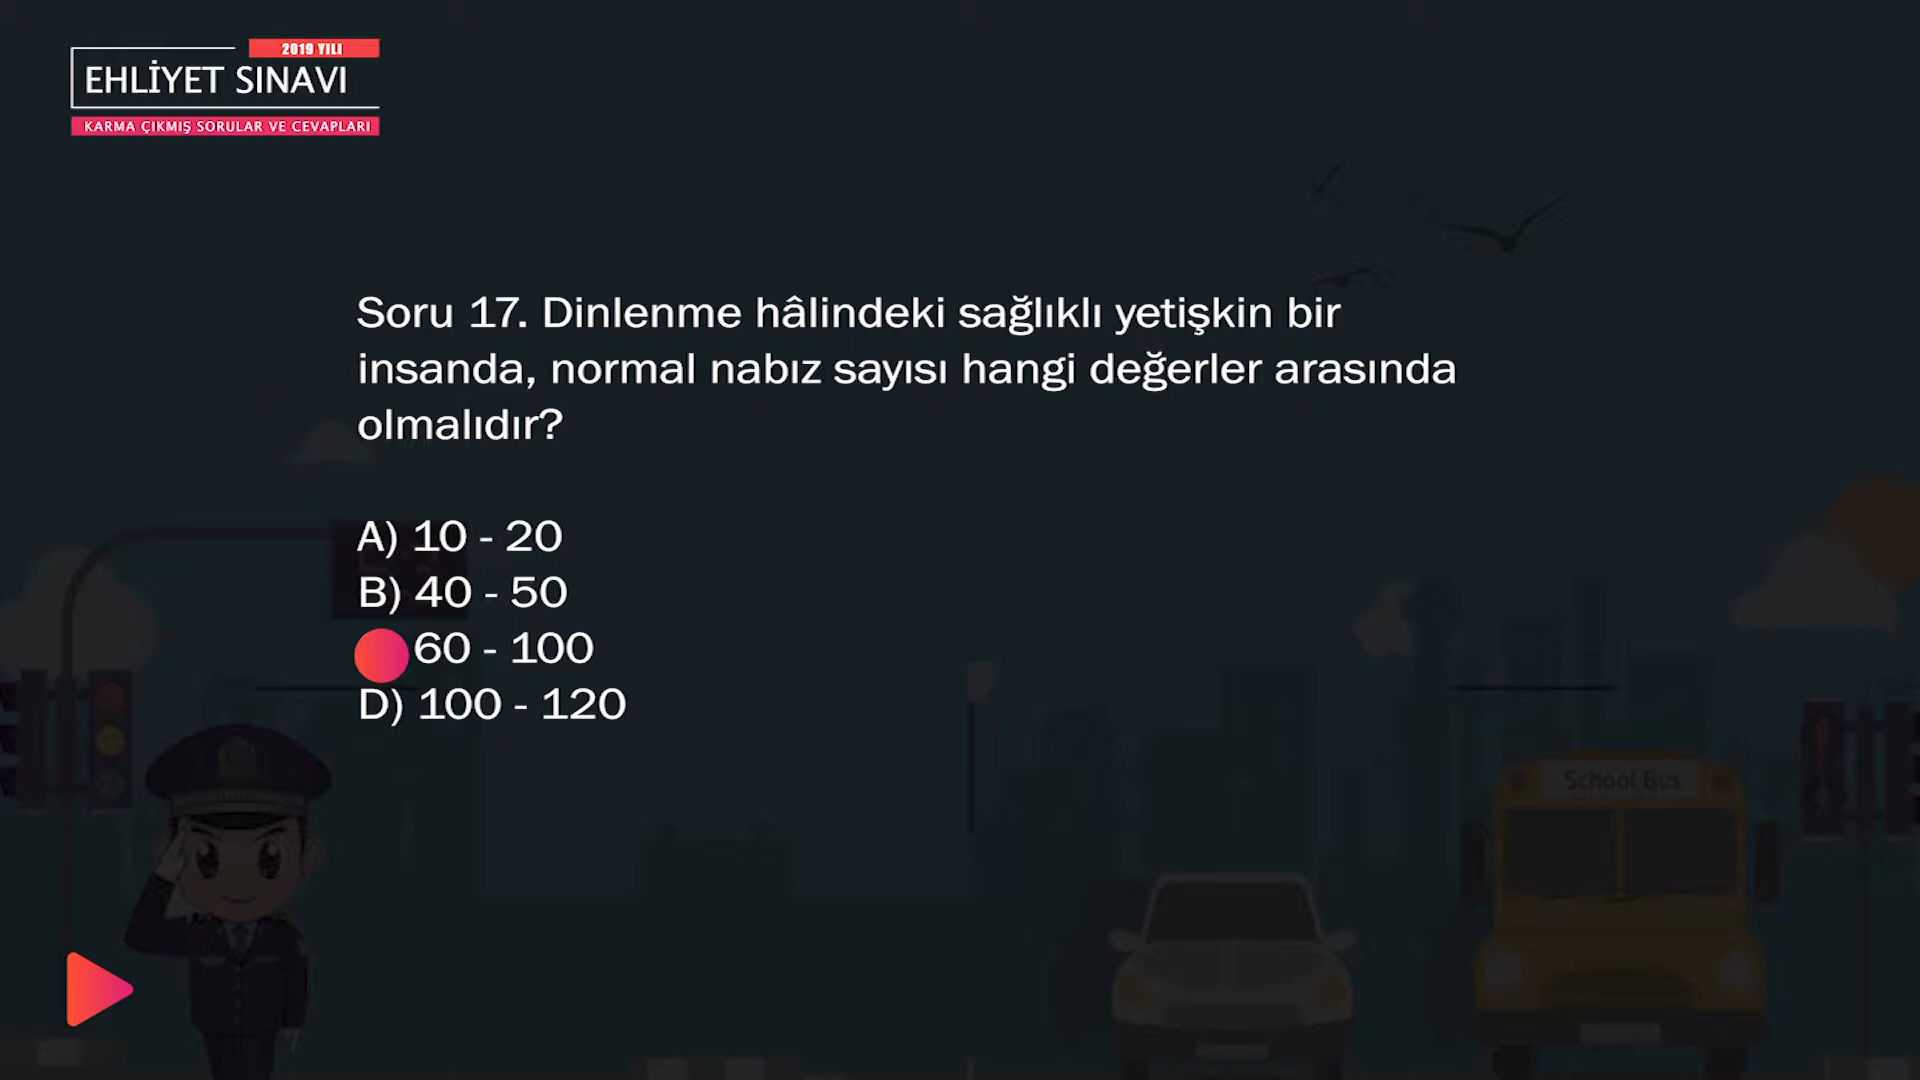 2019 YILI
EHLİYET SINAVI
KARMA ÇIKMIŞ SORULAR VE CEVAPLARI
Soru 17. Dinlenme hâlindeki sağlıklı yetişkin bir
insanda, normal nabız sayısı hangi değerler arasında
olmalıdır?
A) 10 - 20
B) 40 - 50
60 - 100
D) 100 - 120
School Bus